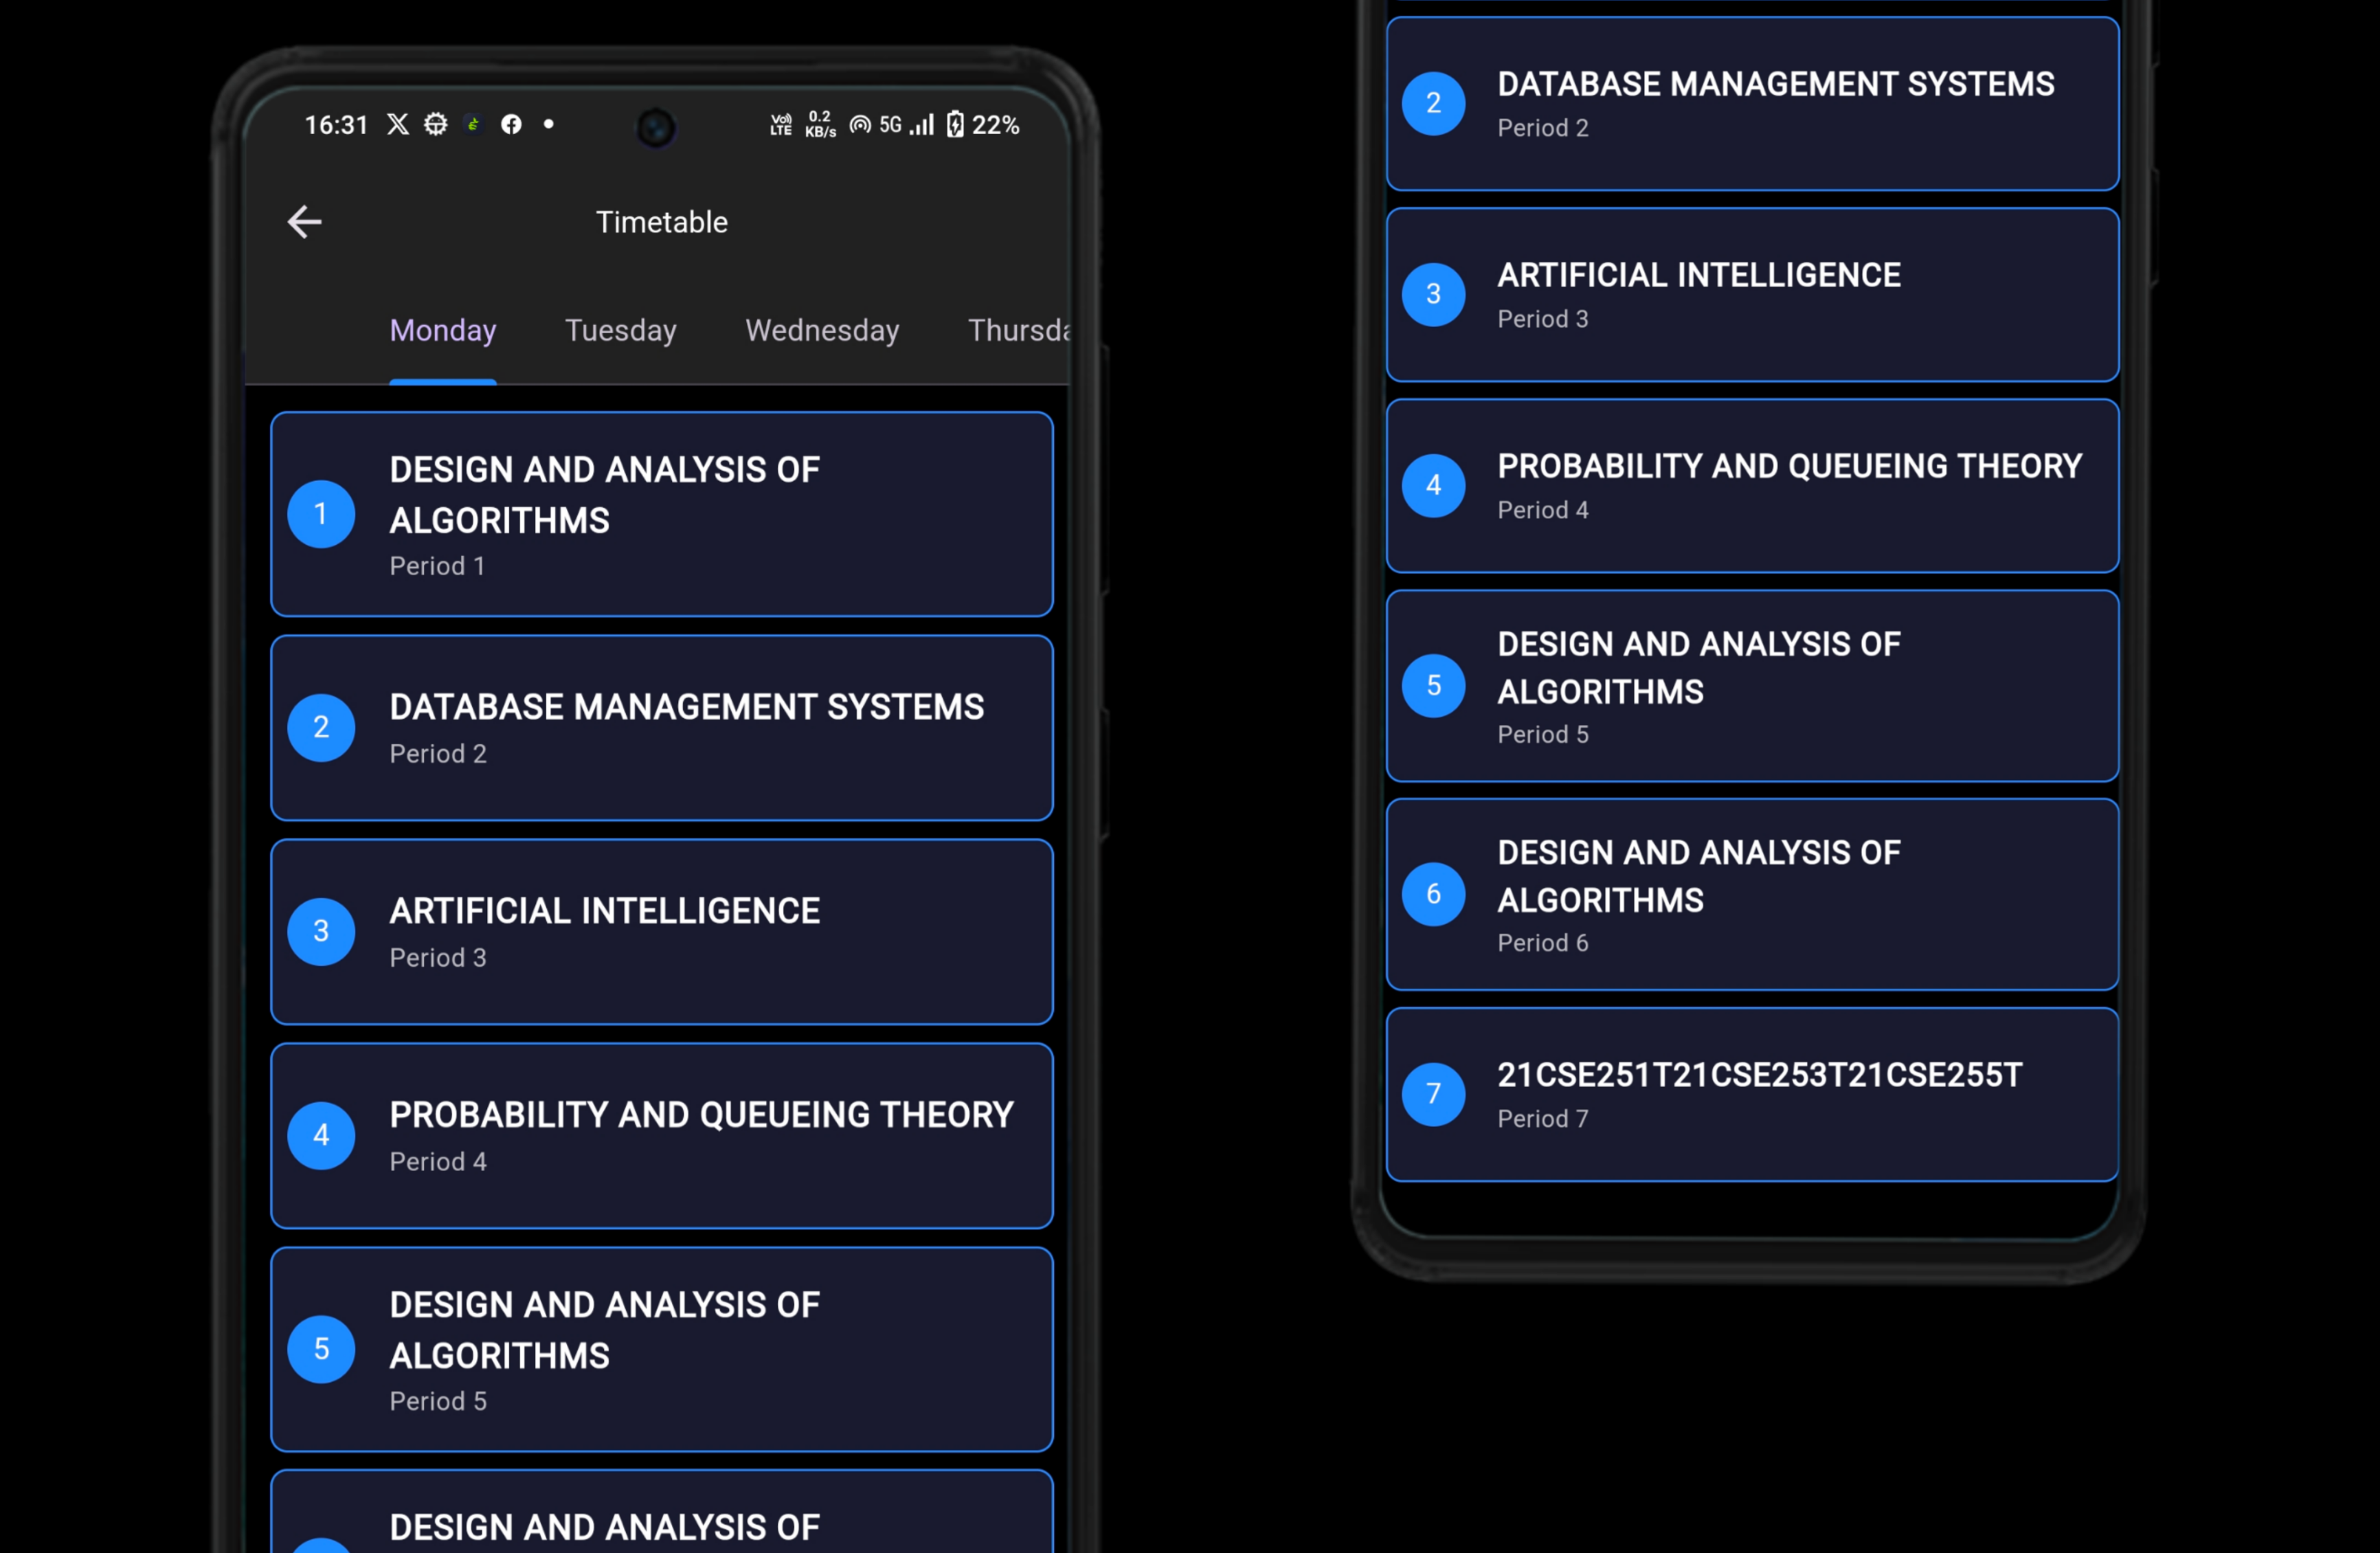 16:31
VoI) LTE
0.2 KB/s
5G
22%
Timetable
Monday Tuesday Wednesday Thursda
1
DESIGN AND ANALYSIS OF
ALGORITHMS
Period 1
2
DATABASE MANAGEMENT SYSTEMS
Period 2
3
ARTIFICIAL INTELLIGENCE
Period 3
4
PROBABILITY AND QUEUEING THEORY
Period 4
5
DESIGN AND ANALYSIS OF
ALGORITHMS
Period 5
DESIGN AND ANALYSIS OF
2
DATABASE MANAGEMENT SYSTEMS
Period 2
3
ARTIFICIAL INTELLIGENCE
Period 3
4
PROBABILITY AND QUEUEING THEORY
Period 4
5
DESIGN AND ANALYSIS OF
ALGORITHMS
Period 5
6
DESIGN AND ANALYSIS OF
ALGORITHMS
Period 6
7
21CSE251T21CSE253T21CSE255T
Period 7